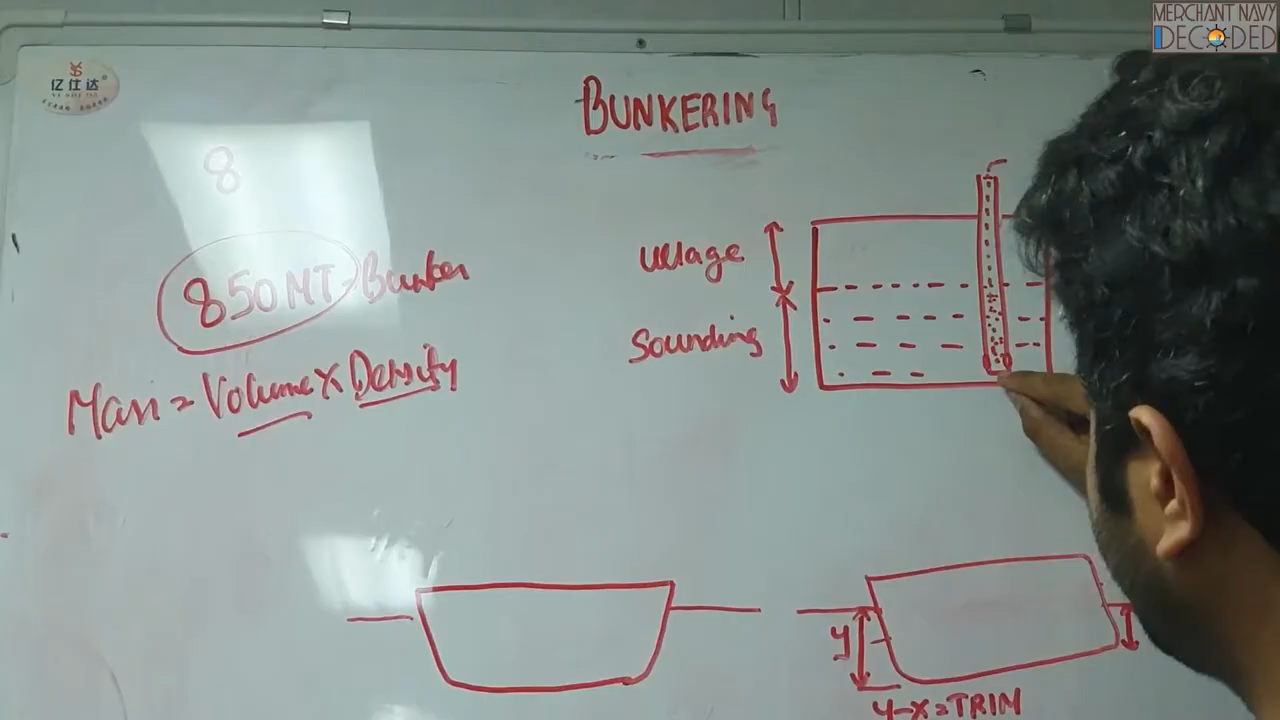 MERCHANT NAVY
DECODED
亿仕达
BUNKERING
8
850 MT Bunker
Mass = Volume x Density
ullage
Sounding
y
y-x=TRIM